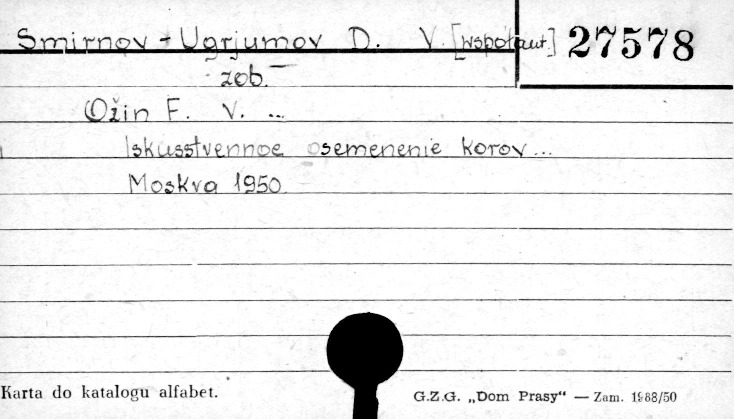 Smirnov-Ugrjumov D. V. [współaut.] 27578
zob.
Ožin F. V. ...
Iskusstvennoe osemenenie korov...
Moskva 1950
Karta do katalogu alfabet.
G.Z.G. „Dom Prasy“ — Zam. 1988/50